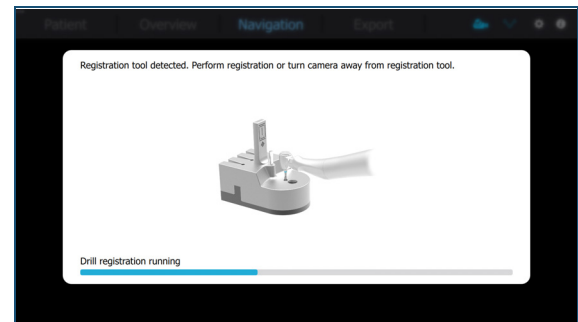 Patient Overview Navigation Export
Registration tool detected. Perform registration or turn camera away from registration tool.
Drill registration running